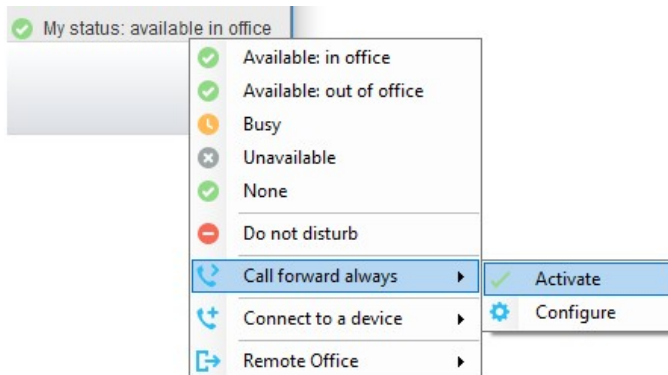 My status: available in office
Available: in office
Available: out of office
Busy
Unavailable
None
Do not disturb
Call forward always
Activate
Connect to a device
Configure
Remote Office